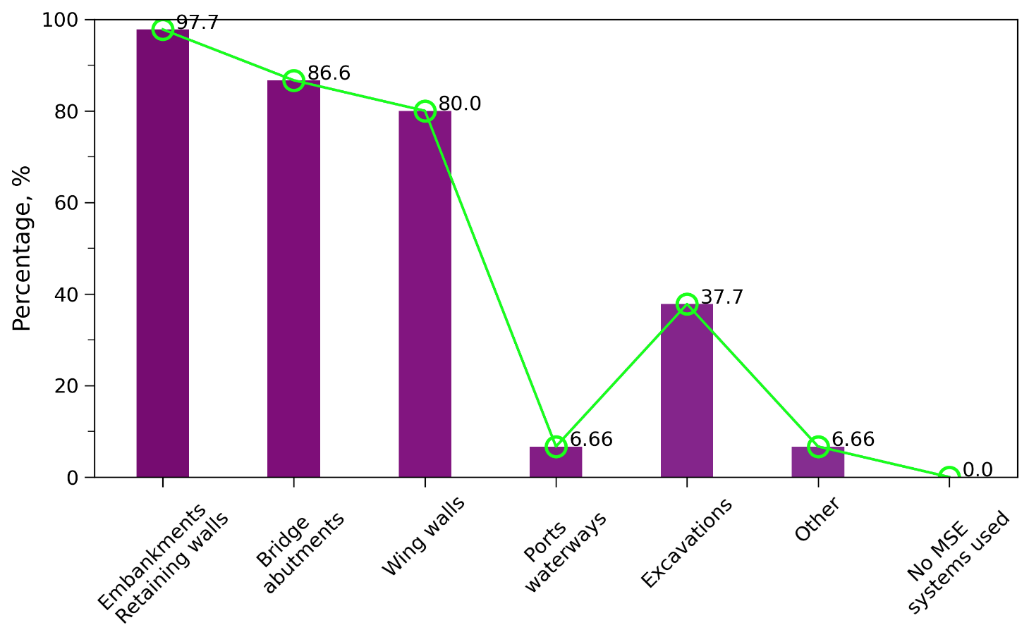 Percentage, %
100
80
60
40
20
0
97.7
86.6
80.0
6.66
37.7
6.66
0.0
Embankments
Retaining walls
Bridge
abutments
Wing walls
Ports
waterways
Excavations
Other
No MSE
systems used